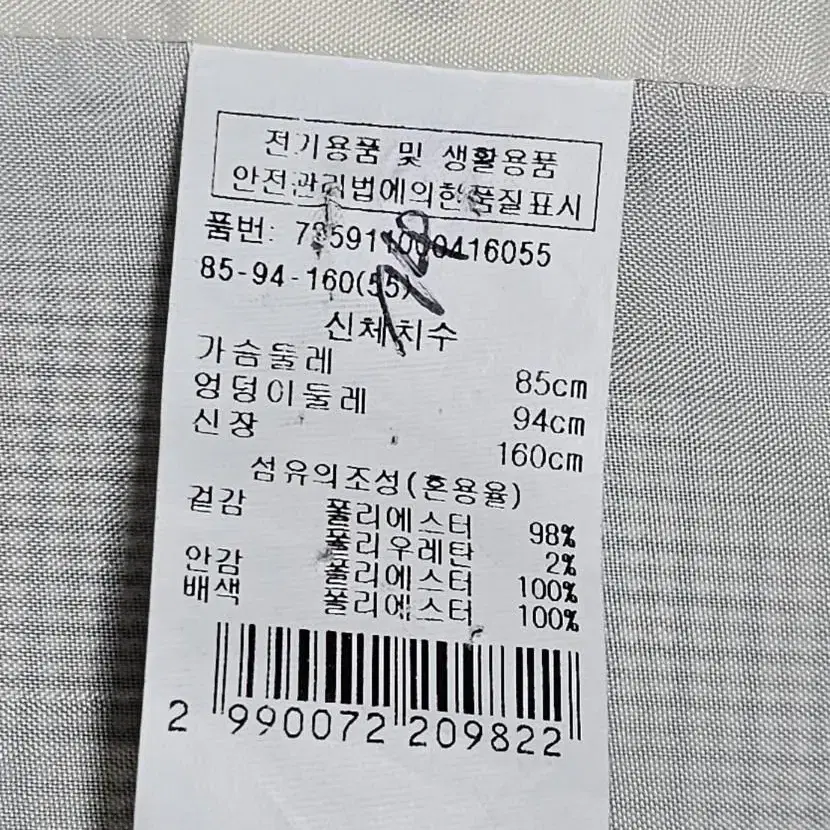 전기용품 및 생활용품
안전관리법에의한품질표시
품번: 416055
85-94-160(55)
신체치수
가슴둘레 85cm
엉덩이둘레 94cm
신장 160cm
섬유의조성(혼용율)
겉감 폴리에스터 98%
폴리우레탄 2%
안감 폴리에스터 100%
배색 폴리에스터 100%
2 990072 209822